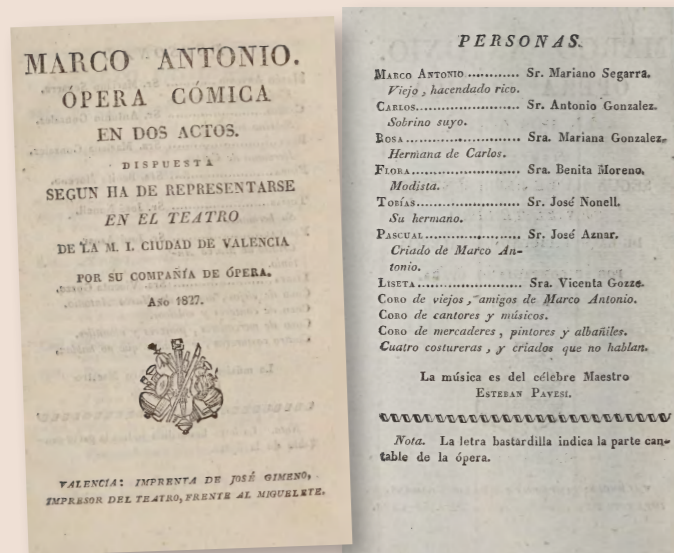 MARCO ANTONIO.
ÓPERA CÓMICA
EN DOS ACTOS.
DISPUESTA
SEGUN HA DE REPRESENTARSE
EN EL TEATRO
DE LA M. I. CIUDAD DE VALENCIA
POR SU COMPAÑÍA DE ÓPERA.
Año 1827.
VALENCIA: IMPRENTA DE JOSÉ GIMENO,
IMPRESOR DEL TEATRO, FRENTE AL MIGUELETE.
PERSONAS.
MARCO ANTONIO............ Sr. Mariano Segarra.
Viejo, hacendado rico.
CARLOS..................... Sr. Antonio Gonzalez.
Sobrino suyo.
ROSA....................... Sra. Mariana Gonzalez.
Hermana de Carlos.
FLORA...................... Sra. Benita Moreno.
Modista.
TOBÍAS..................... Sr. José Nonell.
Su hermano.
PASCUAL................... Sr. José Aznar.
Criado de Marco An-
tonio.
LISETA..................... Sra. Vicenta Gozze.
CORO de viejos, amigos de Marco Antonio.
CORO de cantores y músicos.
CORO de mercaderes, pintores y albañiles.
Cuatro costureras, y criados que no hablan.
La música es del célebre Maestro
ESTEBAN PAVESI.
Nota. La letra bastardilla indica la parte can-
table de la ópera.